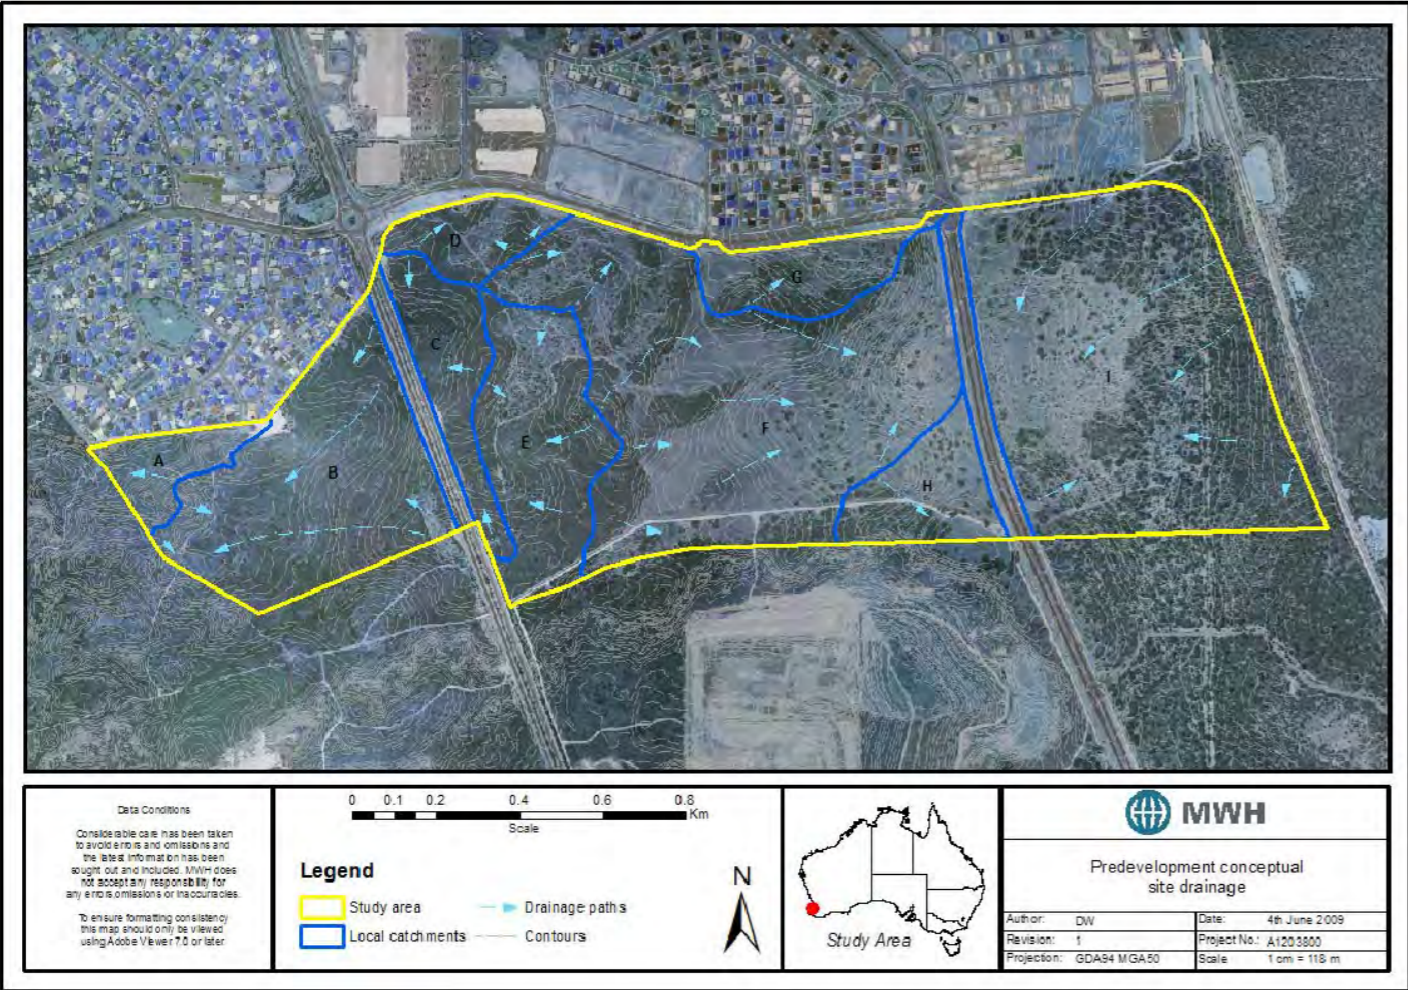 D
G
C
I
F
E
A
B
H
Data Conditions
Considerable care has been taken
to avoid errors and omissions and
the latest information has been
sought out and included. MWH does
not accept any responsibility for
any errors omissions or inaccuracies.
To ensure formatting consistency
this map should only be viewed
using Adobe Viewer 7.0 or later
0 0.1 0.2 0.4 0.6 0.8
Km
Scale
Legend
Study area
Drainage paths
Local catchments
Contours
N
Study Area
MWH
Predevelopment conceptual
site drainage
Author: DW Date: 4th June 2009
Revision: 1 Project No.: A1203800
Projection: GDA94 MGA50 Scale 1 cm = 118 m